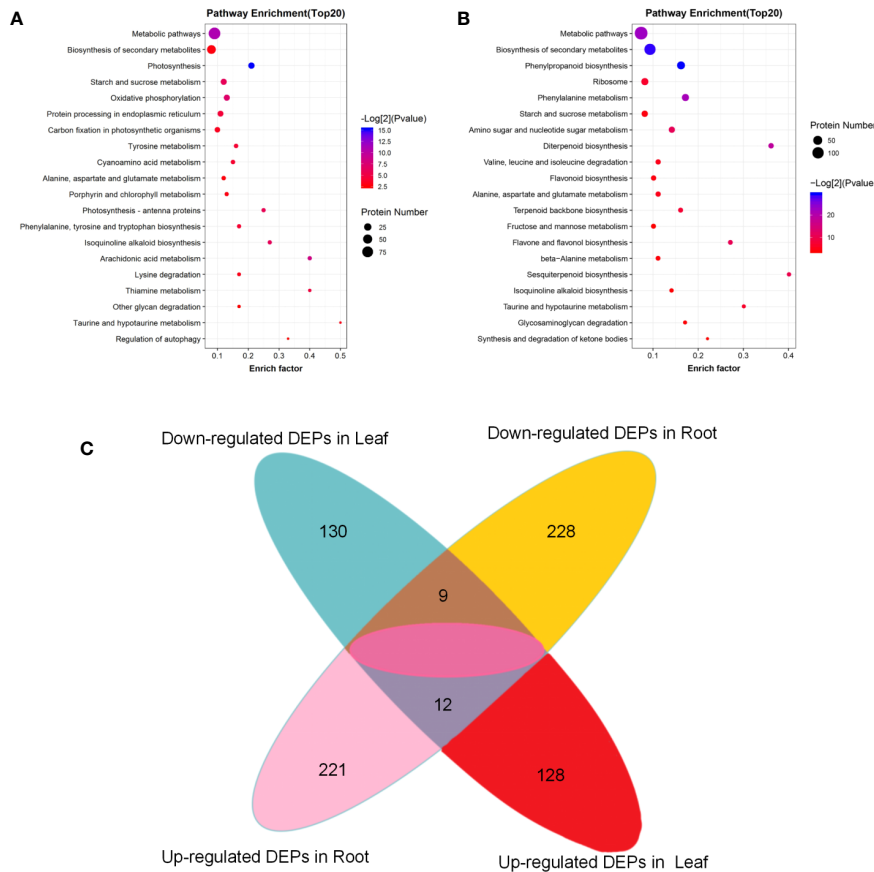 A
Pathway Enrichment(Top20)
Metabolic pathways
Biosynthesis of secondary metabolites
Photosynthesis
Starch and sucrose metabolism
Oxidative phosphorylation
Protein processing in endoplasmic reticulum
Carbon fixation in photosynthetic organisms
Tyrosine metabolism
Cyanoamino acid metabolism
Alanine, aspartate and glutamate metabolism
Porphyrin and chlorophyll metabolism
Photosynthesis - antenna proteins
Phenylalanine, tyrosine and tryptophan biosynthesis
Isoquinoline alkaloid biosynthesis
Arachidonic acid metabolism
Lysine degradation
Thiamine metabolism
Other glycan degradation
Taurine and hypotaurine metabolism
Regulation of autophagy
0.1 0.2 0.3 0.4 0.5
Enrich factor
-Log[2](Pvalue)
15.0
12.5
10.0
7.5
5.0
2.5
Protein Number
25
50
75
B
Pathway Enrichment(Top20)
Metabolic pathways
Biosynthesis of secondary metabolites
Phenylpropanoid biosynthesis
Ribosome
Phenylalanine metabolism
Starch and sucrose metabolism
Amino sugar and nucleotide sugar metabolism
Diterpenoid biosynthesis
Valine, leucine and isoleucine degradation
Flavonoid biosynthesis
Alanine, aspartate and glutamate metabolism
Terpenoid backbone biosynthesis
Fructose and mannose metabolism
Flavone and flavonol biosynthesis
beta−Alanine metabolism
Sesquiterpenoid biosynthesis
Isoquinoline alkaloid biosynthesis
Taurine and hypotaurine metabolism
Glycosaminoglycan degradation
Synthesis and degradation of ketone bodies
0.1 0.2 0.3 0.4
Enrich factor
Protein Number
50
100
−Log[2](Pvalue
20
10
C
Down-regulated DEPs in Leaf
Down-regulated DEPs in Root
130
228
9
12
221
128
Up-regulated DEPs in Root
Up-regulated DEPs in Leaf